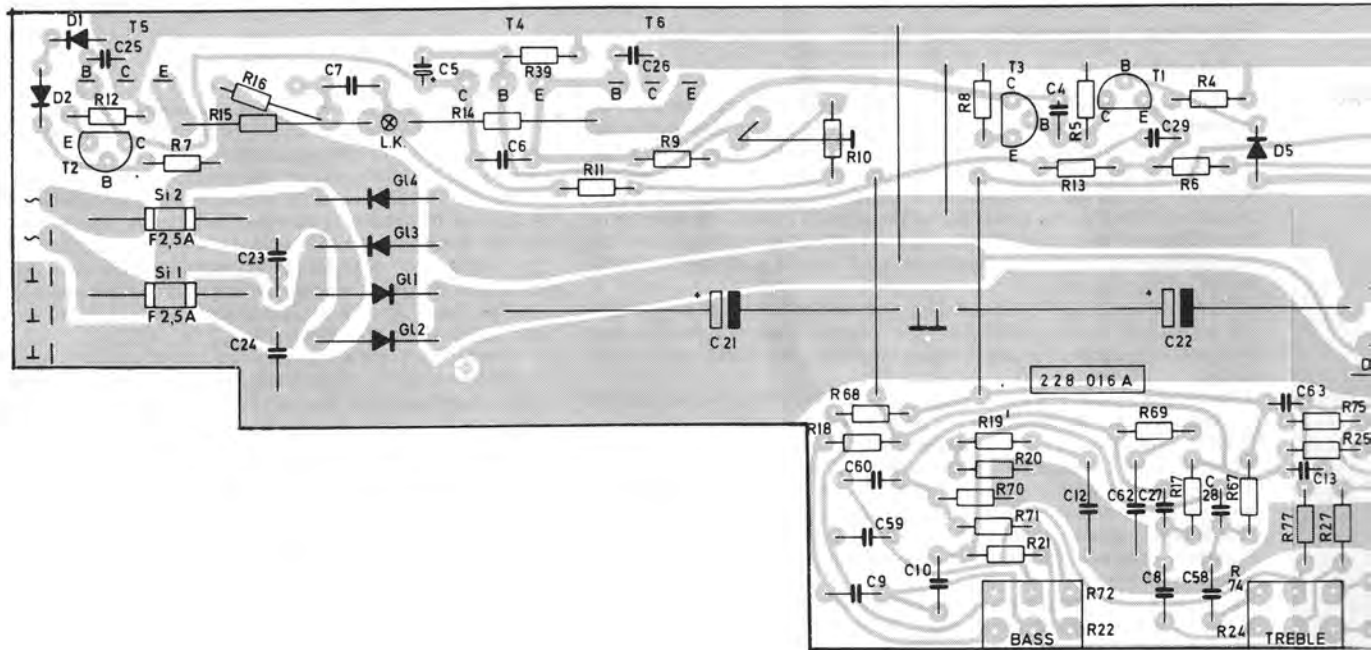 D1 T5 T4 T6
C25
R16 C7 C5 R39 C26 T3 B T1 R4
B C E C B E B C E R8 C C4 R5
D2 R12 R15 R14 B C E C29
E C L.K. R10 E D5
T2 R7 C6 R9
B R11 R13 R6
Gl4
~ Si 2
F2,5A
~ Gl3
C23
⊥ Si 1 Gl1
⊥ F2,5A + +
C24 Gl2 C21 ⊥ ⊥ C22
⊥ D
228 016A
R68 C63
R75
R18 R19 R69
R25
C60 R20 C
R70 C12 C62 C27 R17 28 R67 C13
C59 R71 R77 R27
R21
C9 C10 C8 C58 R
74
R72
BASS R22 R24 TREBLE